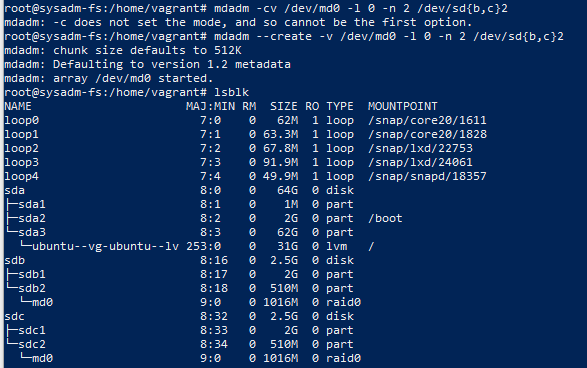 root@sysadm-fs:/home/vagrant# mdadm -cv /dev/md0 -l 0 -n 2 /dev/sd{b,c}2
mdadm: -c does not set the mode, and so cannot be the first option.
root@sysadm-fs:/home/vagrant# mdadm --create -v /dev/md0 -l 0 -n 2 /dev/sd{b,c}2
mdadm: chunk size defaults to 512K
mdadm: Defaulting to version 1.2 metadata
mdadm: array /dev/md0 started.
root@sysadm-fs:/home/vagrant# lsblk
NAME                      MAJ:MIN RM  SIZE RO TYPE  MOUNTPOINT
loop0                       7:0    0   62M  1 loop  /snap/core20/1611
loop1                       7:1    0 63.3M  1 loop  /snap/core20/1828
loop2                       7:2    0 67.8M  1 loop  /snap/lxd/22753
loop3                       7:3    0 91.9M  1 loop  /snap/lxd/24061
loop4                       7:4    0 49.9M  1 loop  /snap/snapd/18357
sda                         8:0    0   64G  0 disk
├─sda1                      8:1    0    1M  0 part
├─sda2                      8:2    0    2G  0 part  /boot
└─sda3                      8:3    0   62G  0 part
  └─ubuntu--vg-ubuntu--lv 253:0    0   31G  0 lvm   /
sdb                         8:16   0  2.5G  0 disk
├─sdb1                      8:17   0    2G  0 part
└─sdb2                      8:18   0  510M  0 part
  └─md0                     9:0    0 1016M  0 raid0
sdc                         8:32   0  2.5G  0 disk
├─sdc1                      8:33   0    2G  0 part
└─sdc2                      8:34   0  510M  0 part
  └─md0                     9:0    0 1016M  0 raid0